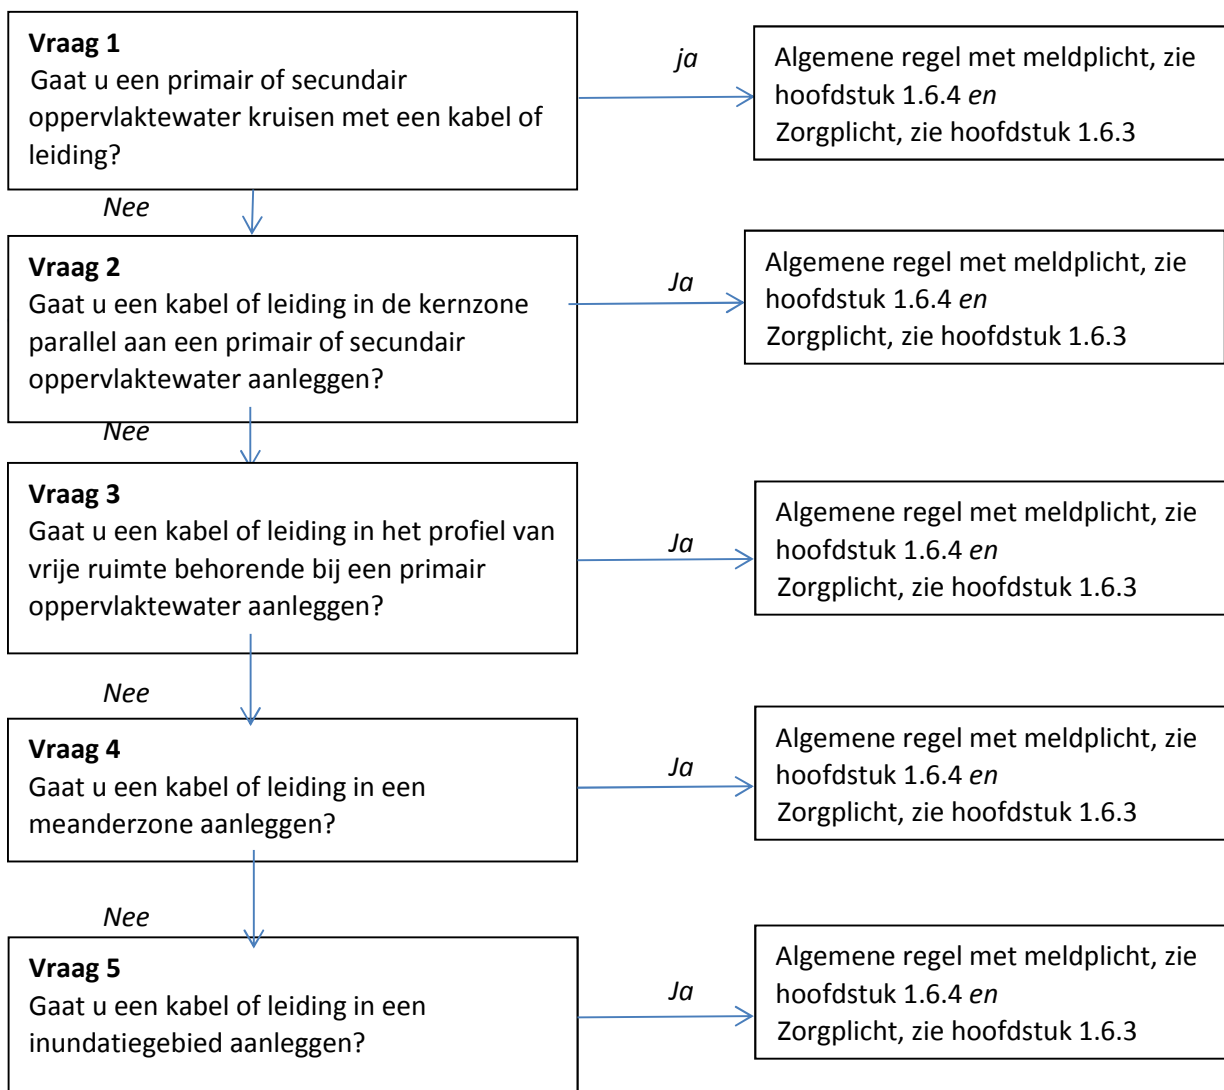 Vraag 1
Gaat u een primair of secundair
oppervlaktewater kruisen met een kabel of
leiding?
ja
Algemene regel met meldplicht, zie
hoofdstuk 1.6.4 en
Zorgplicht, zie hoofdstuk 1.6.3
Nee
Vraag 2
Gaat u een kabel of leiding in de kernzone
parallel aan een primair of secundair
oppervlaktewater aanleggen?
Ja
Algemene regel met meldplicht, zie
hoofdstuk 1.6.4 en
Zorgplicht, zie hoofdstuk 1.6.3
Nee
Vraag 3
Gaat u een kabel of leiding in het profiel van
vrije ruimte behorende bij een primair
oppervlaktewater aanleggen?
Ja
Algemene regel met meldplicht, zie
hoofdstuk 1.6.4 en
Zorgplicht, zie hoofdstuk 1.6.3
Nee
Vraag 4
Gaat u een kabel of leiding in een
meanderzone aanleggen?
Ja
Algemene regel met meldplicht, zie
hoofdstuk 1.6.4 en
Zorgplicht, zie hoofdstuk 1.6.3
Nee
Vraag 5
Gaat u een kabel of leiding in een
inundatiegebied aanleggen?
Ja
Algemene regel met meldplicht, zie
hoofdstuk 1.6.4 en
Zorgplicht, zie hoofdstuk 1.6.3